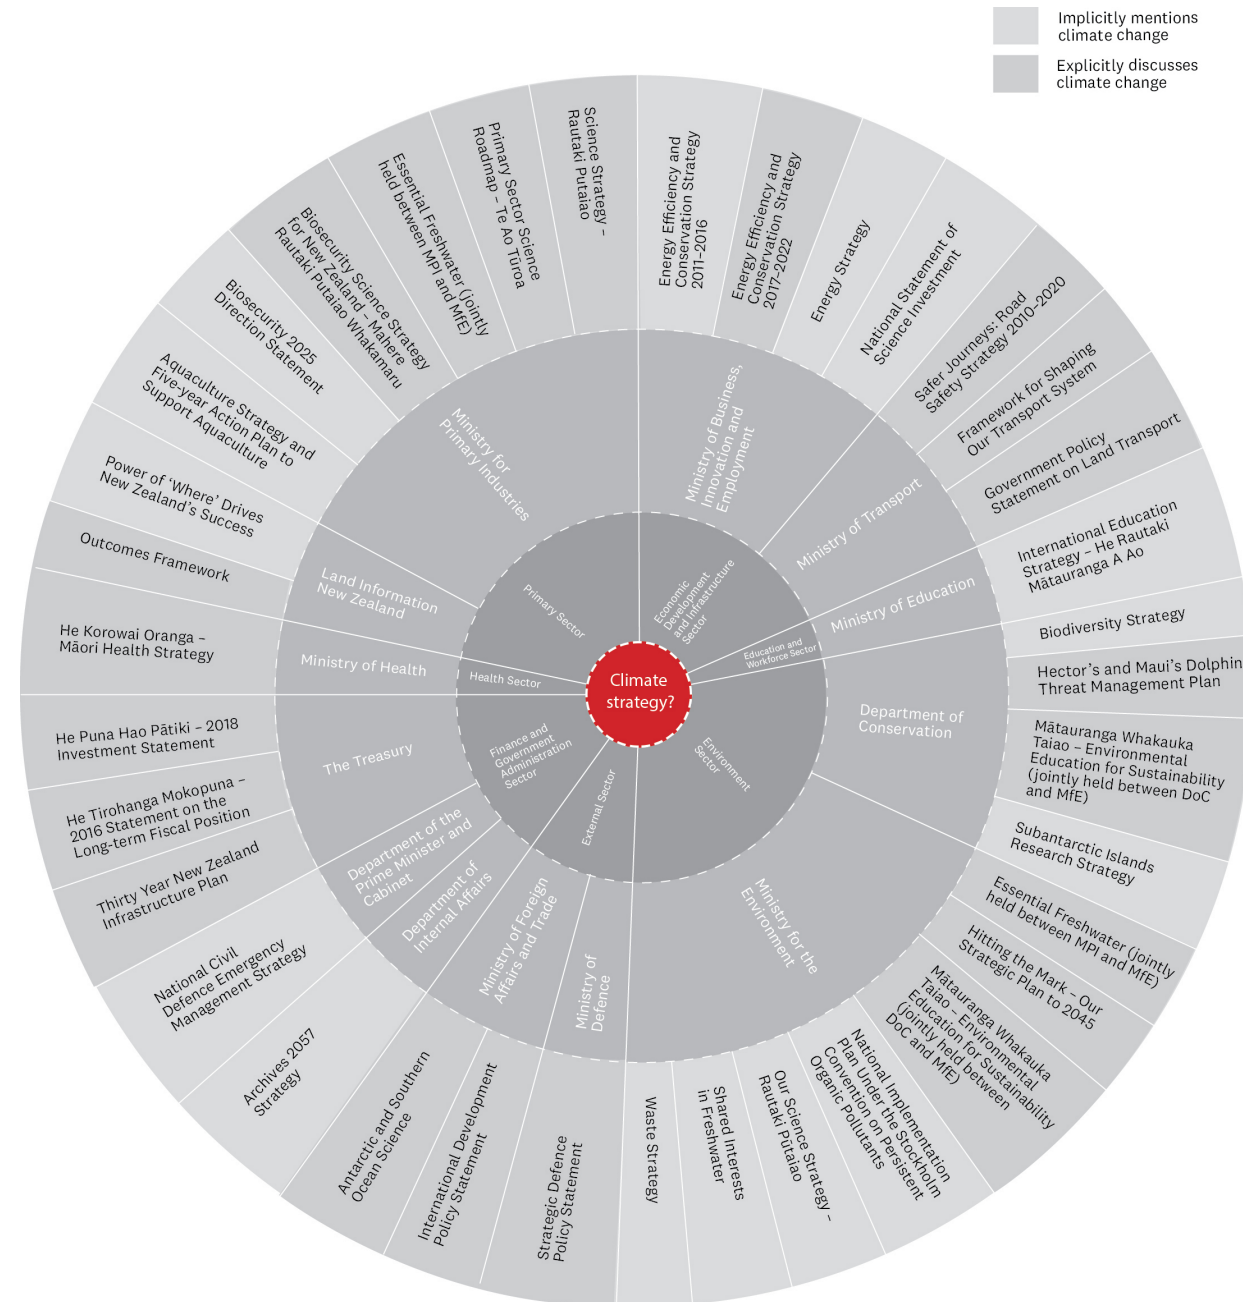 Implicitly mentions
climate change
Explicitly discusses
climate change
Climate
strategy?
Economic
Development
and Infrastructure
Sector
Education and
Workforce Sector
Environment
Sector
External Sector
Finance and
Government
Administration
Sector
Health Sector
Primary Sector
Ministry of Business,
Innovation and
Employment
Ministry of Transport
Ministry of Education
Department of
Conservation
Ministry for the
Environment
Ministry of
Defence
Ministry of Foreign
Affairs and Trade
Department of
Internal Affairs
Department of the
Prime Minister and
Cabinet
The Treasury
Ministry of Health
Land Information
New Zealand
Ministry for
Primary Industries
Energy Efficiency and
Conservation Strategy
2011–2016
Energy Efficiency and
Conservation Strategy
2017–2022
Energy Strategy
National Statement of
Science Investment
Safer Journeys: Road
Safety Strategy 2010–2020
Framework for Shaping
Our Transport System
Government Policy
Statement on Land Transport
International Education
Strategy – He Rautaki
Mātauranga A Ao
Biodiversity Strategy
Hector's and Maui's Dolphin
Threat Management Plan
Mātauranga Whakauka
Taiao – Environmental
Education for Sustainability
(jointly held between DoC
and MfE)
Subantarctic Islands
Research Strategy
Essential Freshwater (jointly
held between MPI and MfE)
Hitting the Mark – Our
Strategic Plan to 2045
Mātauranga Whakauka
Taiao – Environmental
Education for Sustainability
(jointly held between
DoC and MfE)
National Implementation
Plan Under the Stockholm
Convention on Persistent
Organic Pollutants
Our Science Strategy –
Rautaki Pūtaiao
Shared Interests
in Freshwater
Waste Strategy
Strategic Defence
Policy Statement
International Development
Policy Statement
Antarctic and Southern
Ocean Science
Archives 2057
Strategy
National Civil
Defence Emergency
Management Strategy
Thirty Year New Zealand
Infrastructure Plan
He Tirohanga Mokopuna –
2016 Statement on the
Long-term Fiscal Position
He Puna Hao Pātiki – 2018
Investment Statement
He Korowai Oranga –
Māori Health Strategy
Outcomes Framework
Power of 'Where' Drives
New Zealand's Success
Aquaculture Strategy and
Five-year Action Plan to
Support Aquaculture
Biosecurity 2025
Direction Statement
Biosecurity Science Strategy
for New Zealand – Mahere
Rautaki Putaiao Whakamaru
Essential Freshwater (jointly
held between MPI and MfE)
Primary Sector Science
Roadmap – Te Ao Tūroa
Science Strategy –
Rautaki Putaiao